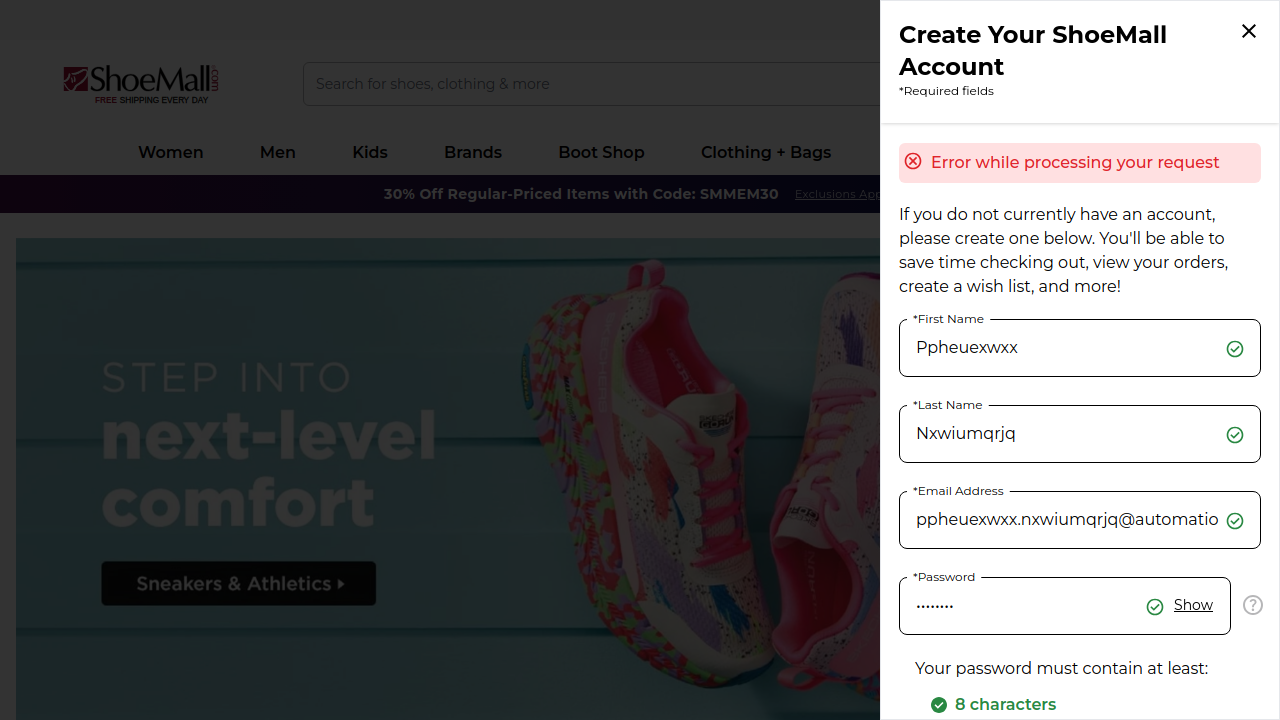 ShoeMall.com
FREE SHIPPING EVERY DAY
Search for shoes, clothing & more
Women
Men
Kids
Brands
Boot Shop
Clothing + Bags
30% Off Regular-Priced Items with Code: SMMEM30
Exclusions App
STEP INTO
next-level
comfort
Sneakers & Athletics
Create Your ShoeMall
Account
*Required fields
Error while processing your request
If you do not currently have an account,
please create one below. You'll be able to
save time checking out, view your orders,
create a wish list, and more!
*First Name
Ppheuexwxx
*Last Name
Nxwiumqrjq
*Email Address
ppheuexwxx.nxwiumqrjq@automatio
*Password
••••••••
Show
?
Your password must contain at least:
8 characters